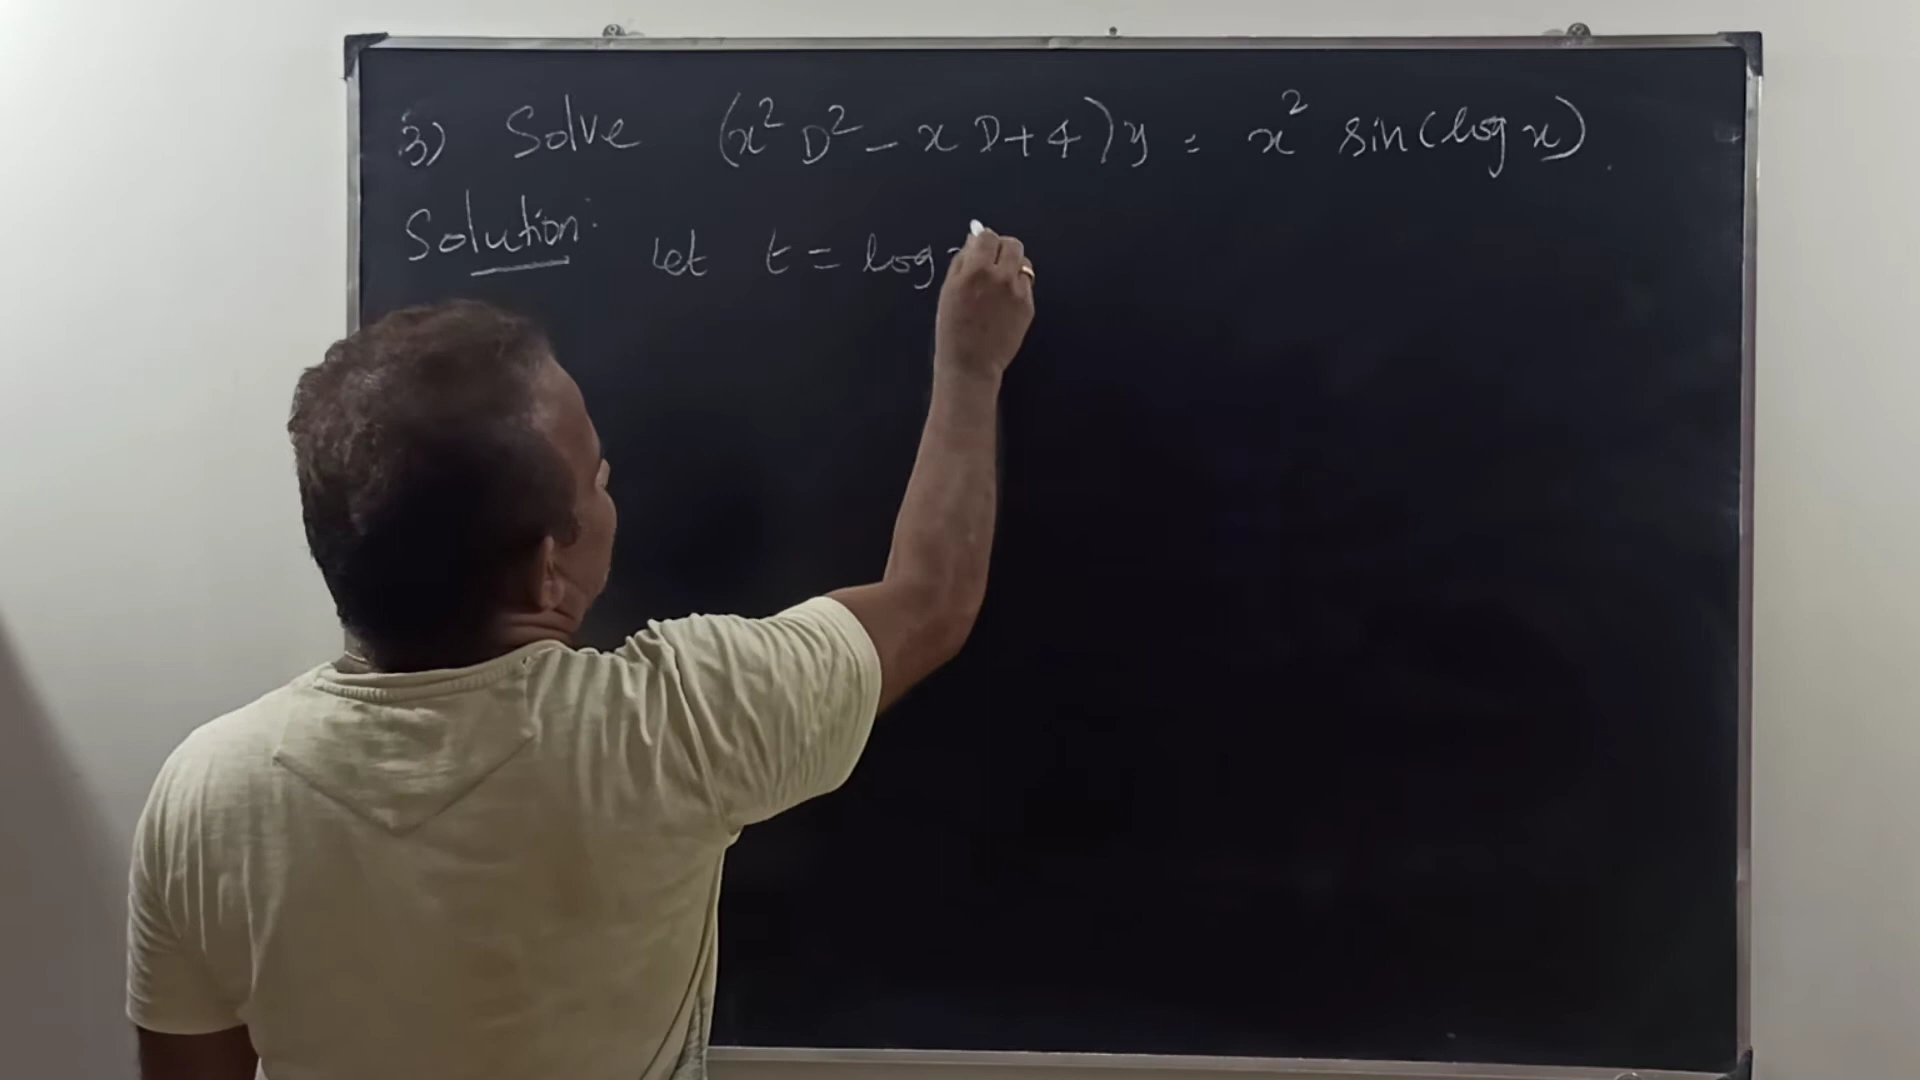 3) Solve (x² D² - x D + 4) y = x² sin(log x).
Solution: Let t = log